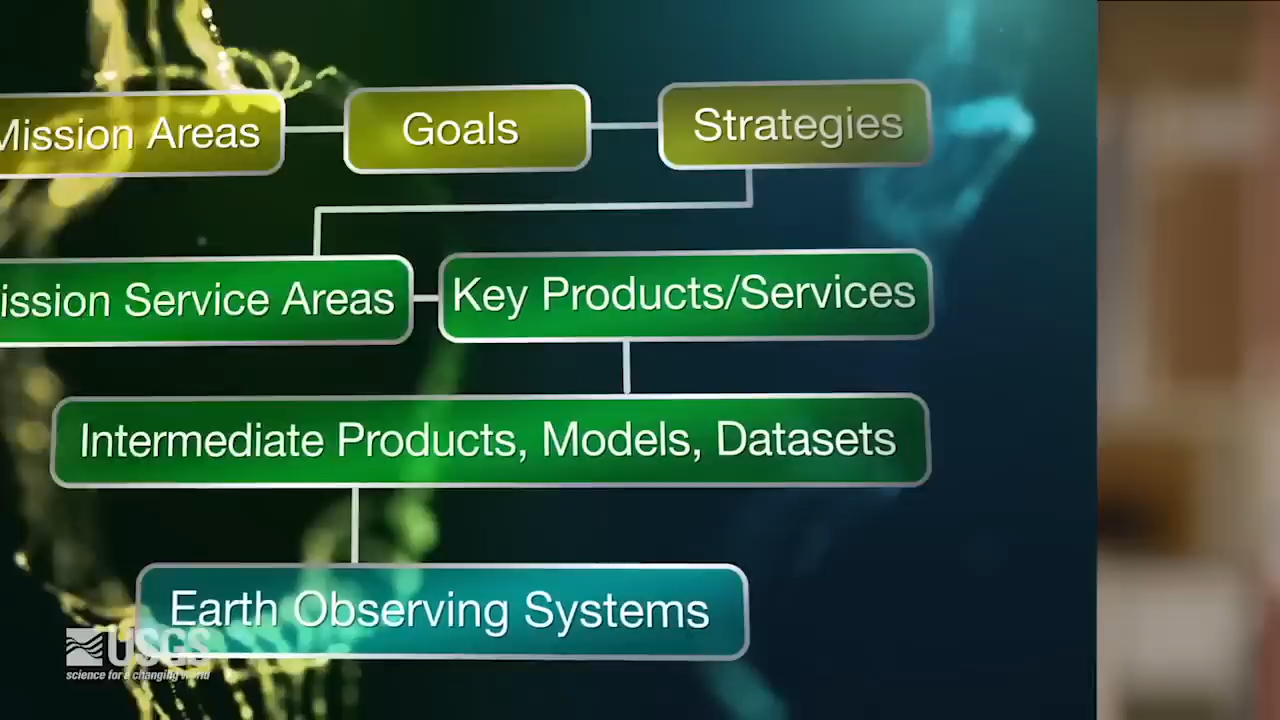 Mission Areas
Goals
Strategies
ission Service Areas
Key Products/Services
Intermediate Products, Models, Datasets
Earth Observing Systems
USGS
science for a changing world